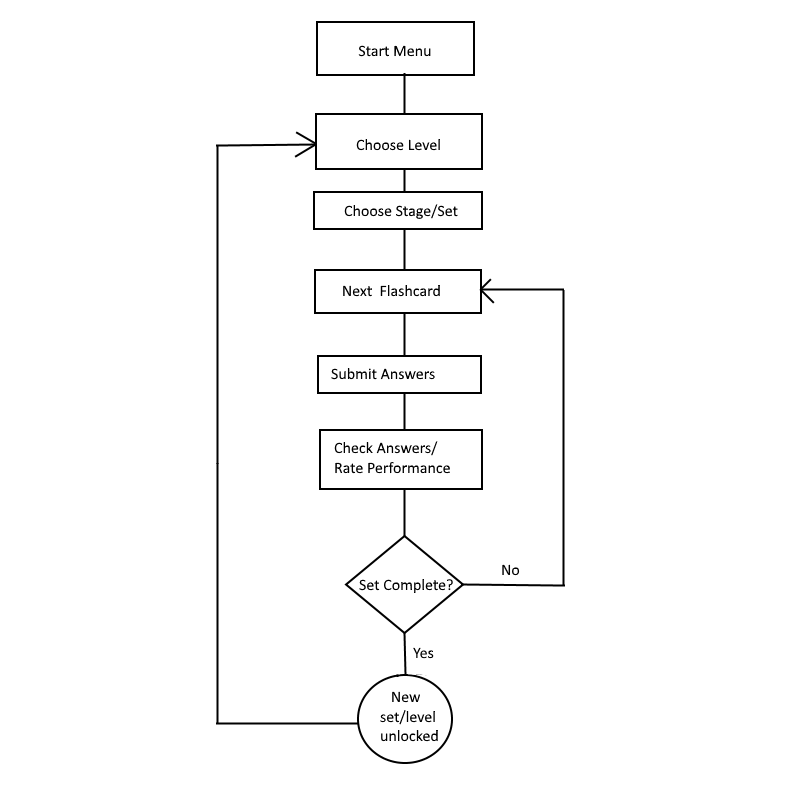 Start Menu
Choose Level
Choose Stage/Set
Next  Flashcard
Submit Answers
Check Answers/
Rate Performance
Set Complete?
No
Yes
New
set/level
unlocked